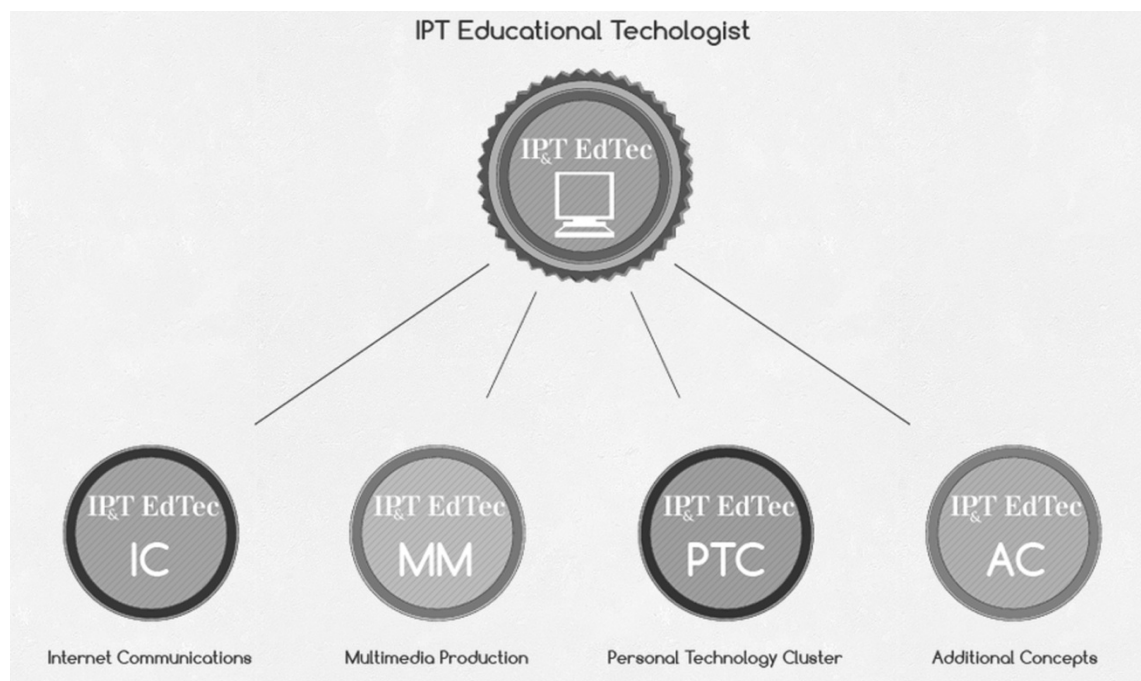 IPT Educational Techologist
IP&T EdTec
IP&T EdTec
IC
IP&T EdTec
MM
IP&T EdTec
PTC
IP&T EdTec
AC
Internet Communications
Multimedia Production
Personal Technology Cluster
Additional Concepts